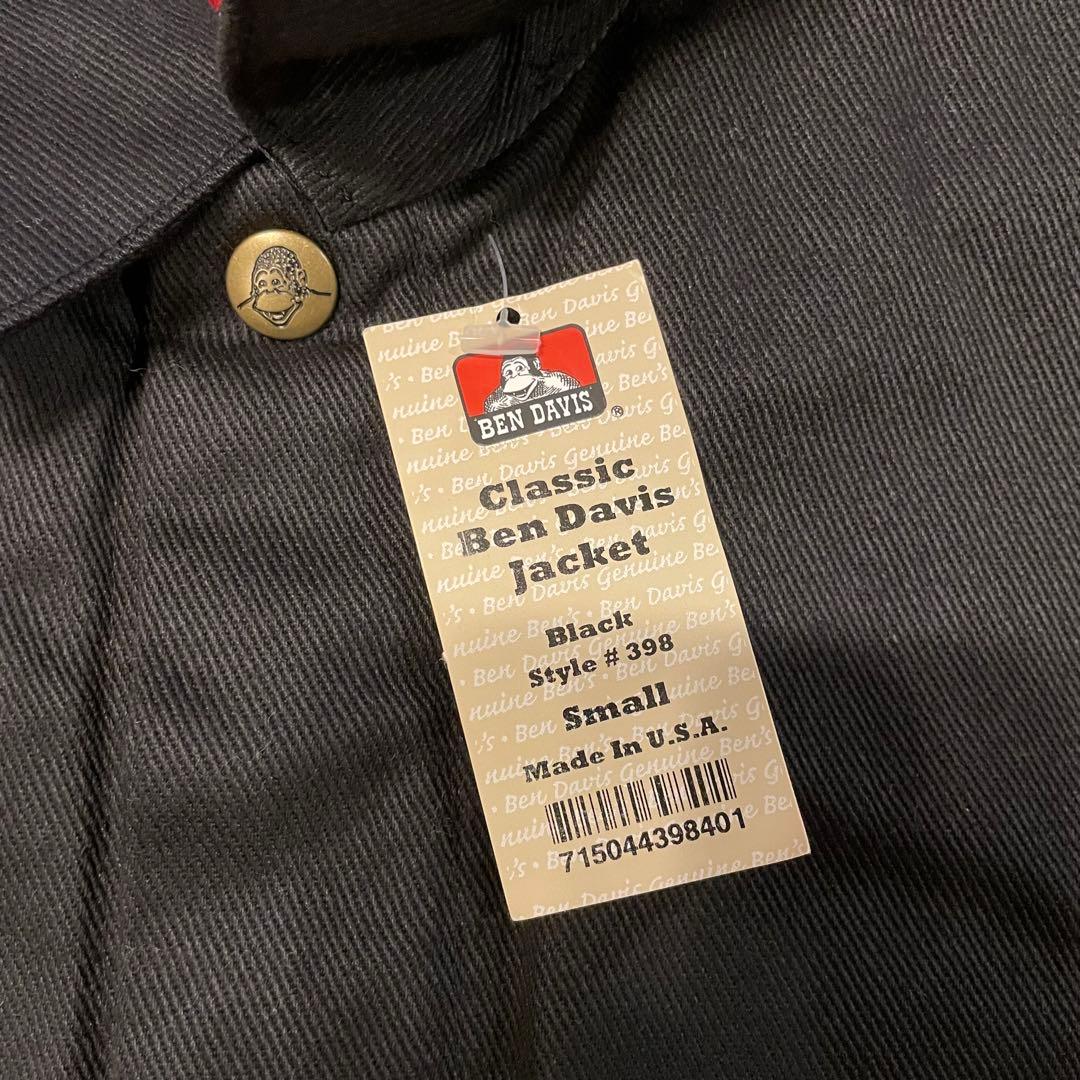 BEN DAVIS
®
Classic
Ben Davis
Jacket
Black
Style # 398
Small
Made In U.S.A.
715044398401